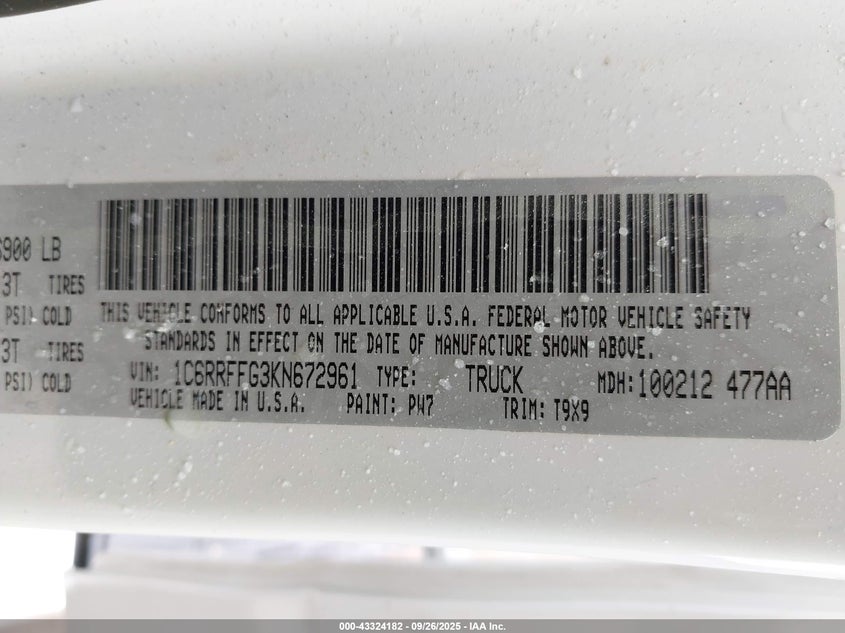 6900 LB
3T TIRES
PSI) COLD
3T TIRES
PSI) COLD
THIS VEHICLE CONFORMS TO ALL APPLICABLE U.S.A. FEDERAL MOTOR VEHICLE SAFETY
STANDARDS IN EFFECT ON THE DATE OF MANUFACTURE SHOWN ABOVE.
VIN: 1C6RRFFG3KN672961 TYPE: TRUCK MDH:100212 477AA
VEHICLE MADE IN U.S.A. PAINT: PW7 TRIM: T9X9
000-43324182 - 09/26/2025 - IAA Inc.